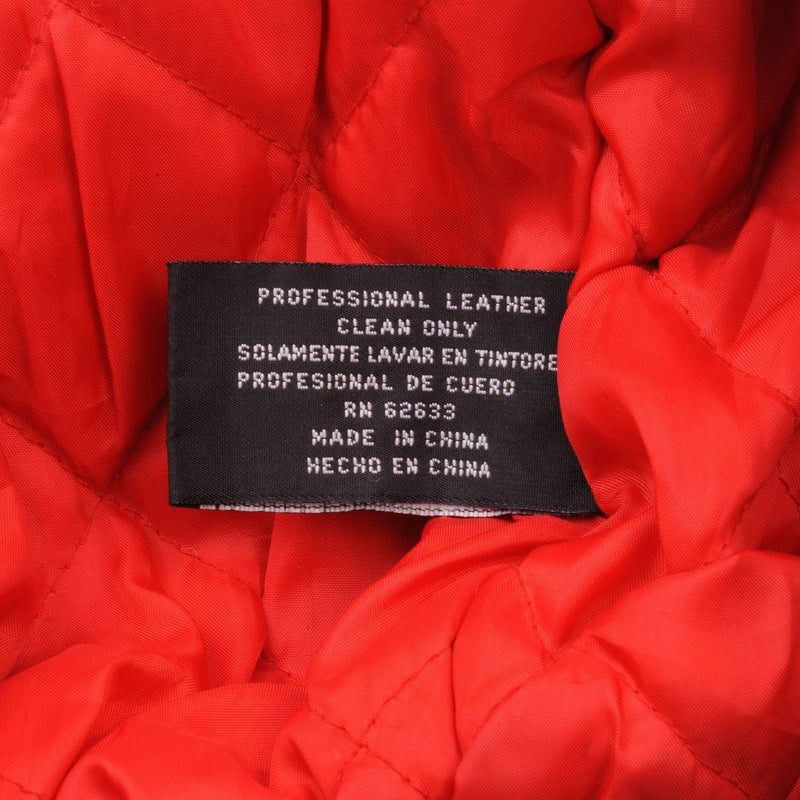 PROFESSIONAL LEATHER
CLEAN ONLY
SOLAMENTE LAVAR EN TINTORE
PROFESIONAL DE CUERO
RN 62633
MADE IN CHINA
HECHO EN CHINA